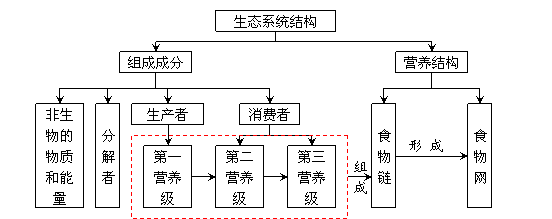 生态系统结构
组成成分
营养结构
非生
物的
物质
和能
量
分
解
者
生产者
消费者
第一
营养
级
第二
营养
级
第三
营养
级
组
成
食
物
链
形 成
食
物
网